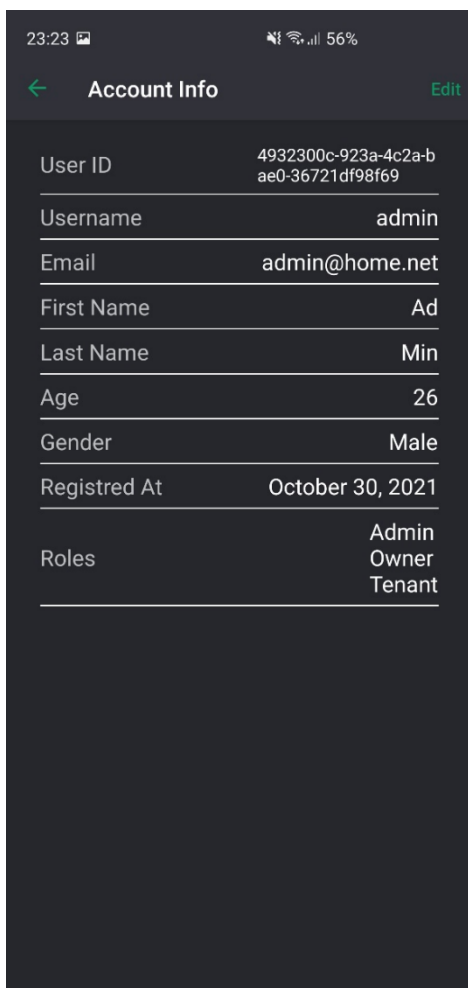 23:23 56%
Account Info Edit
User ID 4932300c-923a-4c2a-b
ae0-36721df98f69
Username admin
Email admin@home.net
First Name Ad
Last Name Min
Age 26
Gender Male
Registred At October 30, 2021
Admin
Roles Owner
Tenant